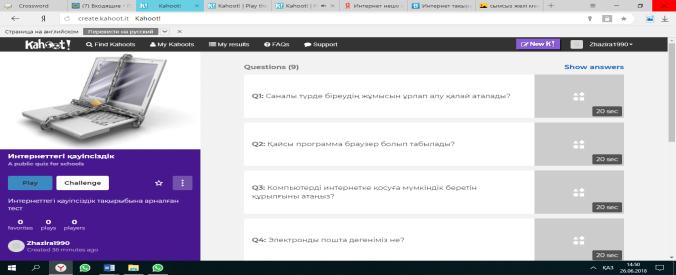 Crossword
(7) Входящие
Kahoot!
Kahoot! | Play th
Kahoot! | P
Интернет неше
Интернет тақы
сымсыз желі
Я
create.kahoot.it Kahoot!
Страница на английском
Перевести на русский
Kahoot!
Find Kahoots
My Kahoots
My results
FAQs
Support
New K!
Zhazira1990
Questions (9)
Show answers
Q1: Саналы түрде біреудің жұмысын ұрлап алу қалай аталады?
20 sec
Q2: Қайсы программа браузер болып табылады?
20 sec
Q3: Компьютерді интернетке қосуға мүмкіндік беретін
құрылғыны атаңыз?
20 sec
Q4: Электронды пошта дегеніміз не?
20 sec
Интернеттегі қауіпсіздік
A public quiz for schools
Play
Challenge
Интернеттегі қауіпсіздік тақырыбына арналған
тест
0 0 0
favorites plays players
Zhazira1990
Created 36 minutes ago
ҚАЗ
14:50
26.06.2018